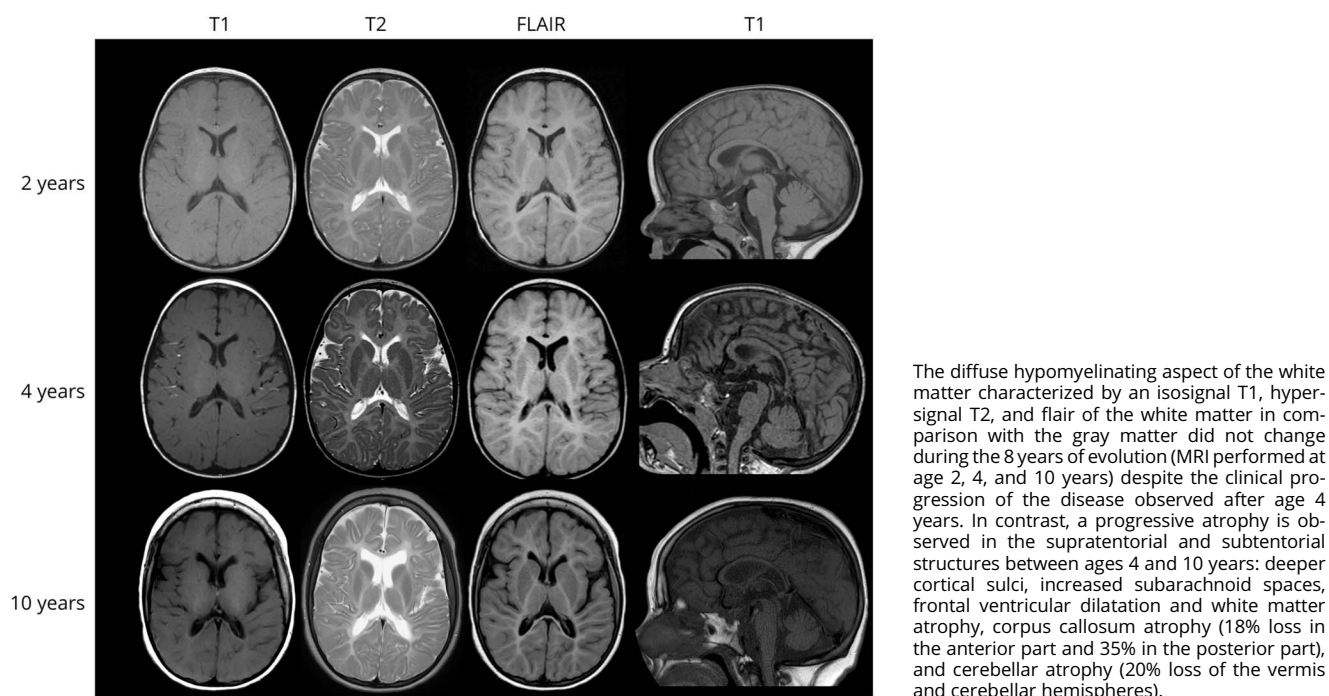 T1 T2 FLAIR T1
2 years
4 years
10 years
The diffuse hypomyelinating aspect of the white
matter characterized by an isosignal T1, hyper-
signal T2, and flair of the white matter in com-
parison with the gray matter did not change
during the 8 years of evolution (MRI performed at
age 2, 4, and 10 years) despite the clinical pro-
gression of the disease observed after age 4
years. In contrast, a progressive atrophy is ob-
served in the supratentorial and subtentorial
structures between ages 4 and 10 years: deeper
cortical sulci, increased subarachnoid spaces,
frontal ventricular dilatation and white matter
atrophy, corpus callosum atrophy (18% loss in
the anterior part and 35% in the posterior part),
and cerebellar atrophy (20% loss of the vermis
and cerebellar hemispheres).